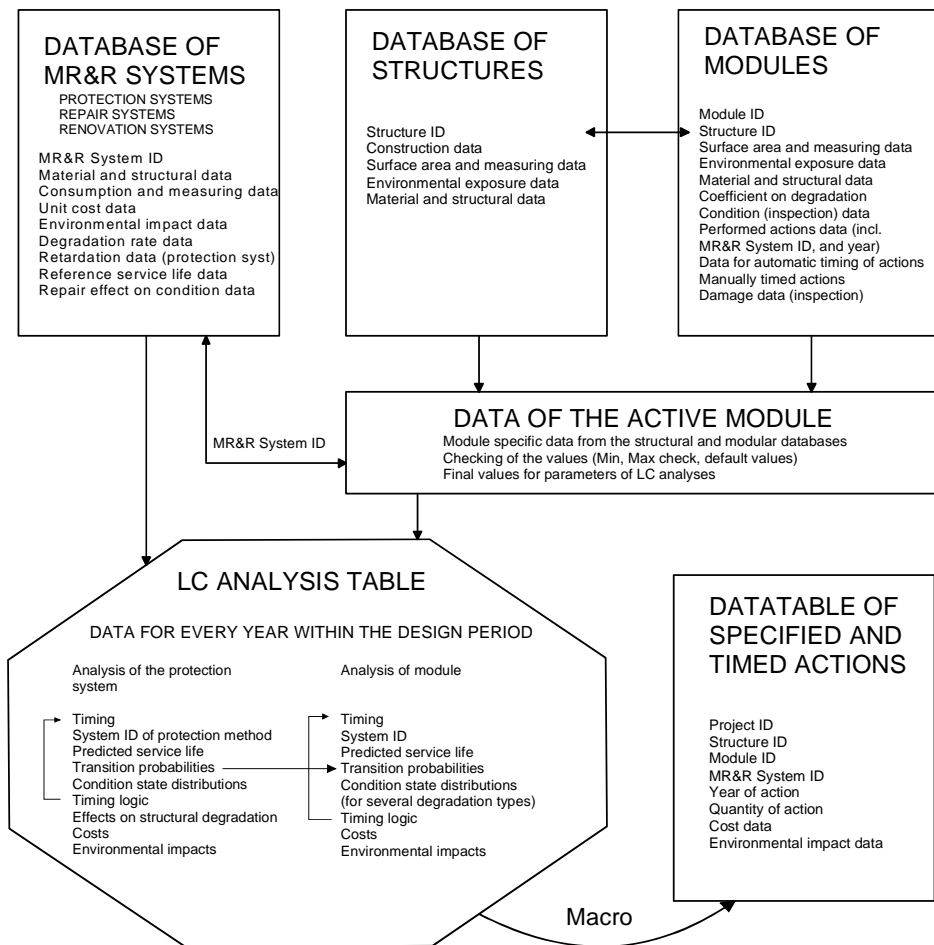 DATABASE OF
MR&R SYSTEMS
PROTECTION SYSTEMS
REPAIR SYSTEMS
RENOVATION SYSTEMS
MR&R System ID
Material and structural data
Consumption and measuring data
Unit cost data
Environmental impact data
Degradation rate data
Retardation data (protection syst)
Reference service life data
Repair effect on condition data
DATABASE OF
STRUCTURES
Structure ID
Construction data
Surface area and measuring data
Environmental exposure data
Material and structural data
DATABASE OF
MODULES
Module ID
Structure ID
Surface area and measuring data
Environmental exposure data
Material and structural data
Coefficient on degradation
Condition (inspection) data
Performed actions data (incl.
MR&R System ID, and year)
Data for automatic timing of actions
Manually timed actions
Damage data (inspection)
MR&R System ID
DATA OF THE ACTIVE MODULE
Module specific data from the structural and modular databases
Checking of the values (Min, Max check, default values)
Final values for parameters of LC analyses
LC ANALYSIS TABLE
DATA FOR EVERY YEAR WITHIN THE DESIGN PERIOD
Analysis of the protection
system
Timing
System ID of protection method
Predicted service life
Transition probabilities
Condition state distributions
Timing logic
Effects on structural degradation
Costs
Environmental impacts
Analysis of module
Timing
System ID
Predicted service life
Transition probabilities
Condition state distributions
(for several degradation types)
Timing logic
Costs
Environmental impacts
DATATABLE OF
SPECIFIED AND
TIMED ACTIONS
Project ID
Structure ID
Module ID
MR&R System ID
Year of action
Quantity of action
Cost data
Environmental impact data
Macro